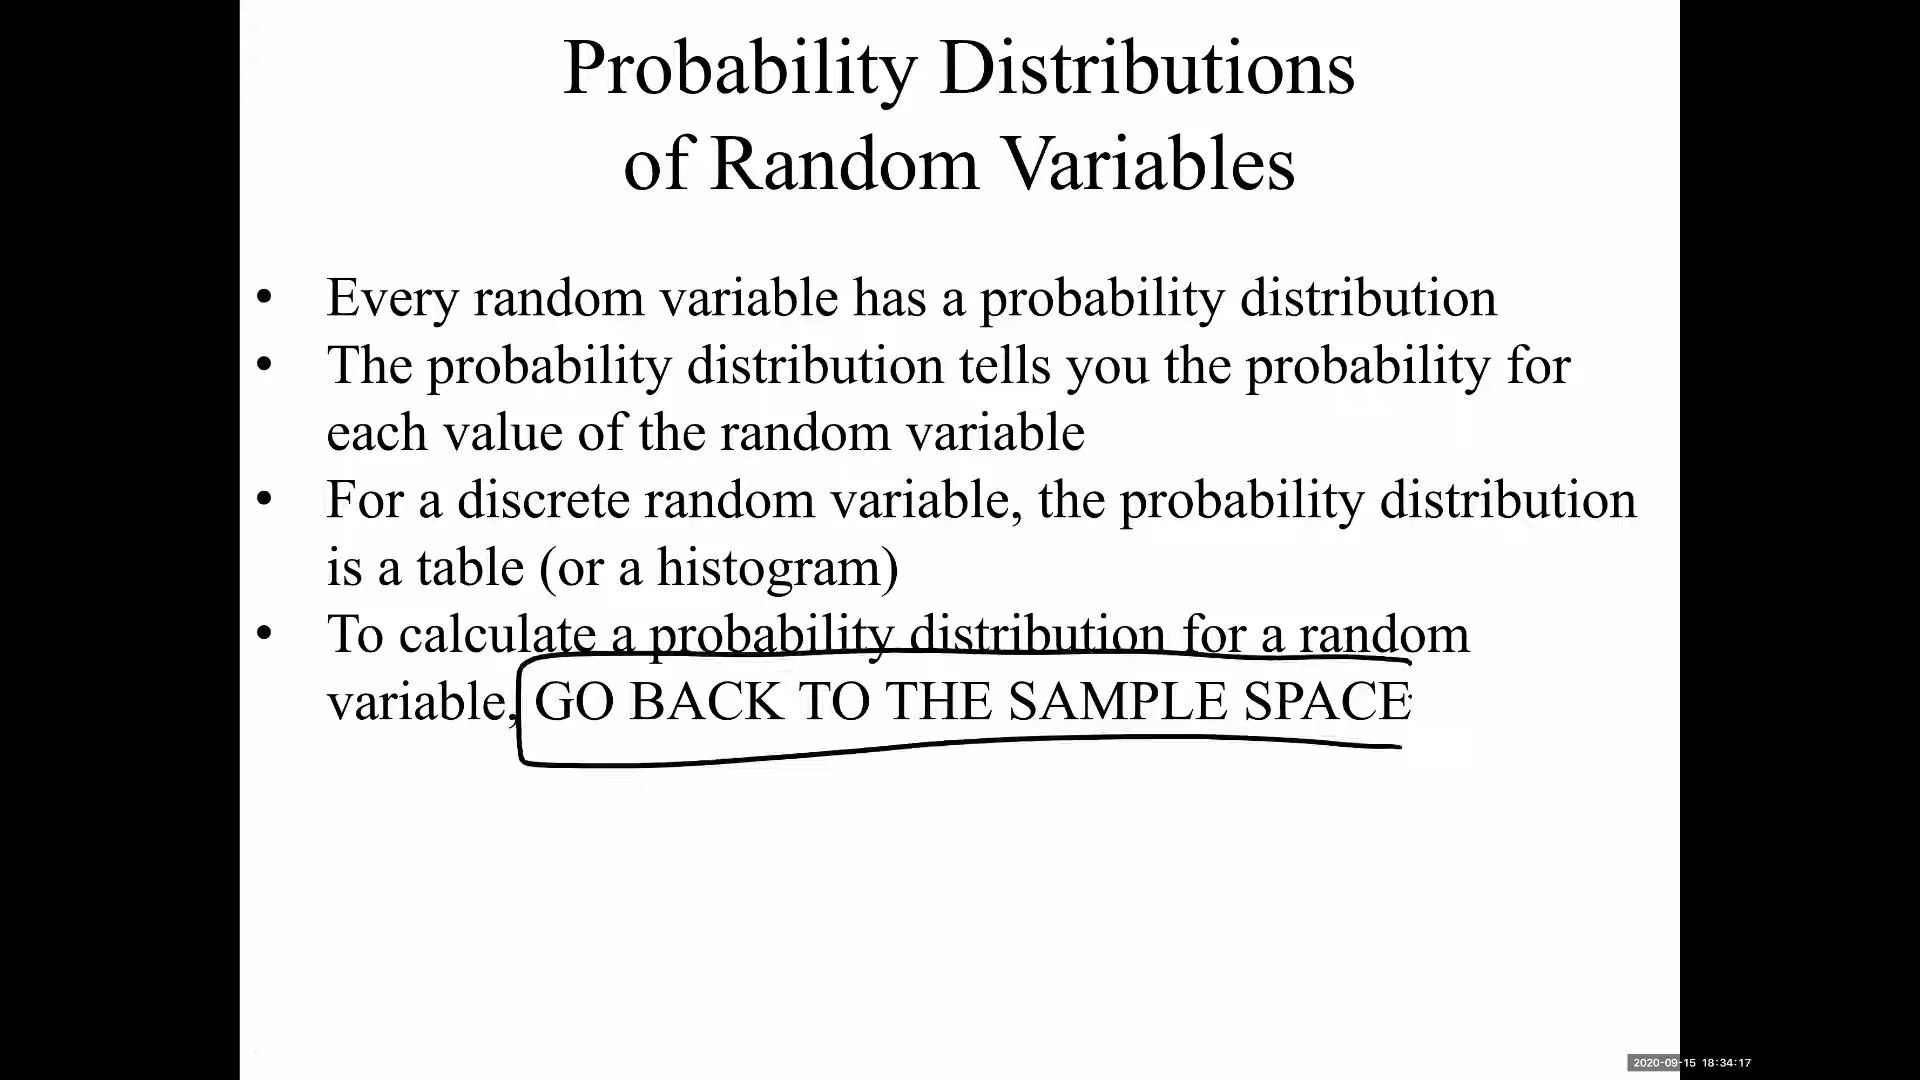 Probability Distributions
of Random Variables
• Every random variable has a probability distribution
• The probability distribution tells you the probability for
each value of the random variable
• For a discrete random variable, the probability distribution
is a table (or a histogram)
• To calculate a probability distribution for a random
variable, GO BACK TO THE SAMPLE SPACE
2020-09-15 18:34:17